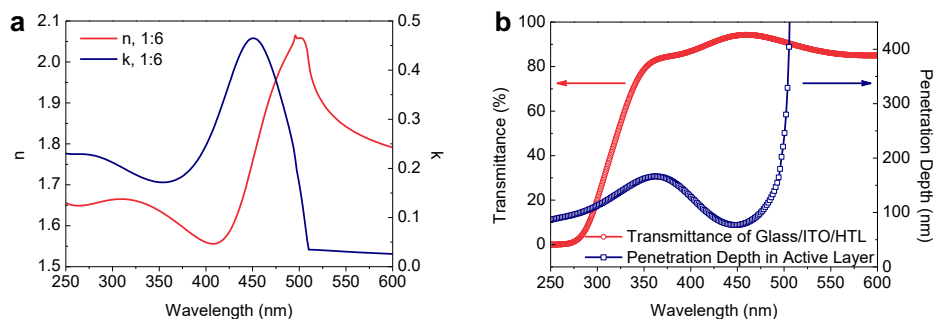 a
n, 1:6
k, 1:6
2.1
2.0
1.9
1.8
1.7
1.6
1.5
n
0.5
0.4
0.3
0.2
0.1
0.0
k
250 300 350 400 450 500 550 600
Wavelength (nm)
b
100
80
60
40
20
0
Transmittance (%)
400
300
200
100
0
Penetration Depth (nm)
Transmittance of Glass/ITO/HTL
Penetration Depth in Active Layer
250 300 350 400 450 500 550 600
Wavelength (nm)